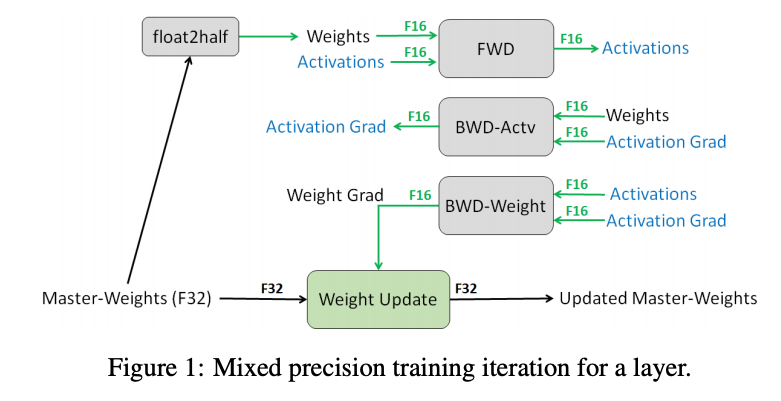 float2half
Weights
F16
Activations
F16
FWD
F16
Activations
Activation Grad
F16
BWD-Actv
F16
Weights
F16
Activation Grad
Weight Grad
F16
BWD-Weight
F16
Activations
F16
Activation Grad
Master-Weights (F32)
F32
Weight Update
F32
Updated Master-Weights
Figure 1: Mixed precision training iteration for a layer.